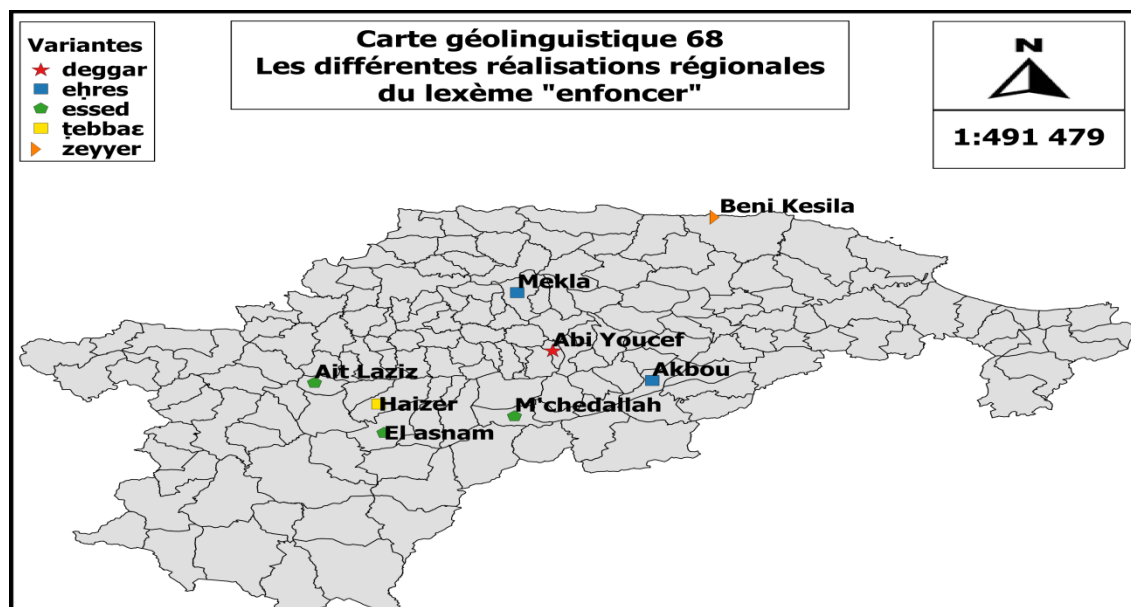 Variantes
deggar
eḥres
essed
ṭebbaɛ
zeyyer
Carte géolinguistique 68
Les différentes réalisations régionales
du lexème "enfoncer"
N
1:491 479
Beni Kesila
Mekla
Abi Youcef
Akbou
Ait Laziz
Haizer
M'chedallah
El asnam